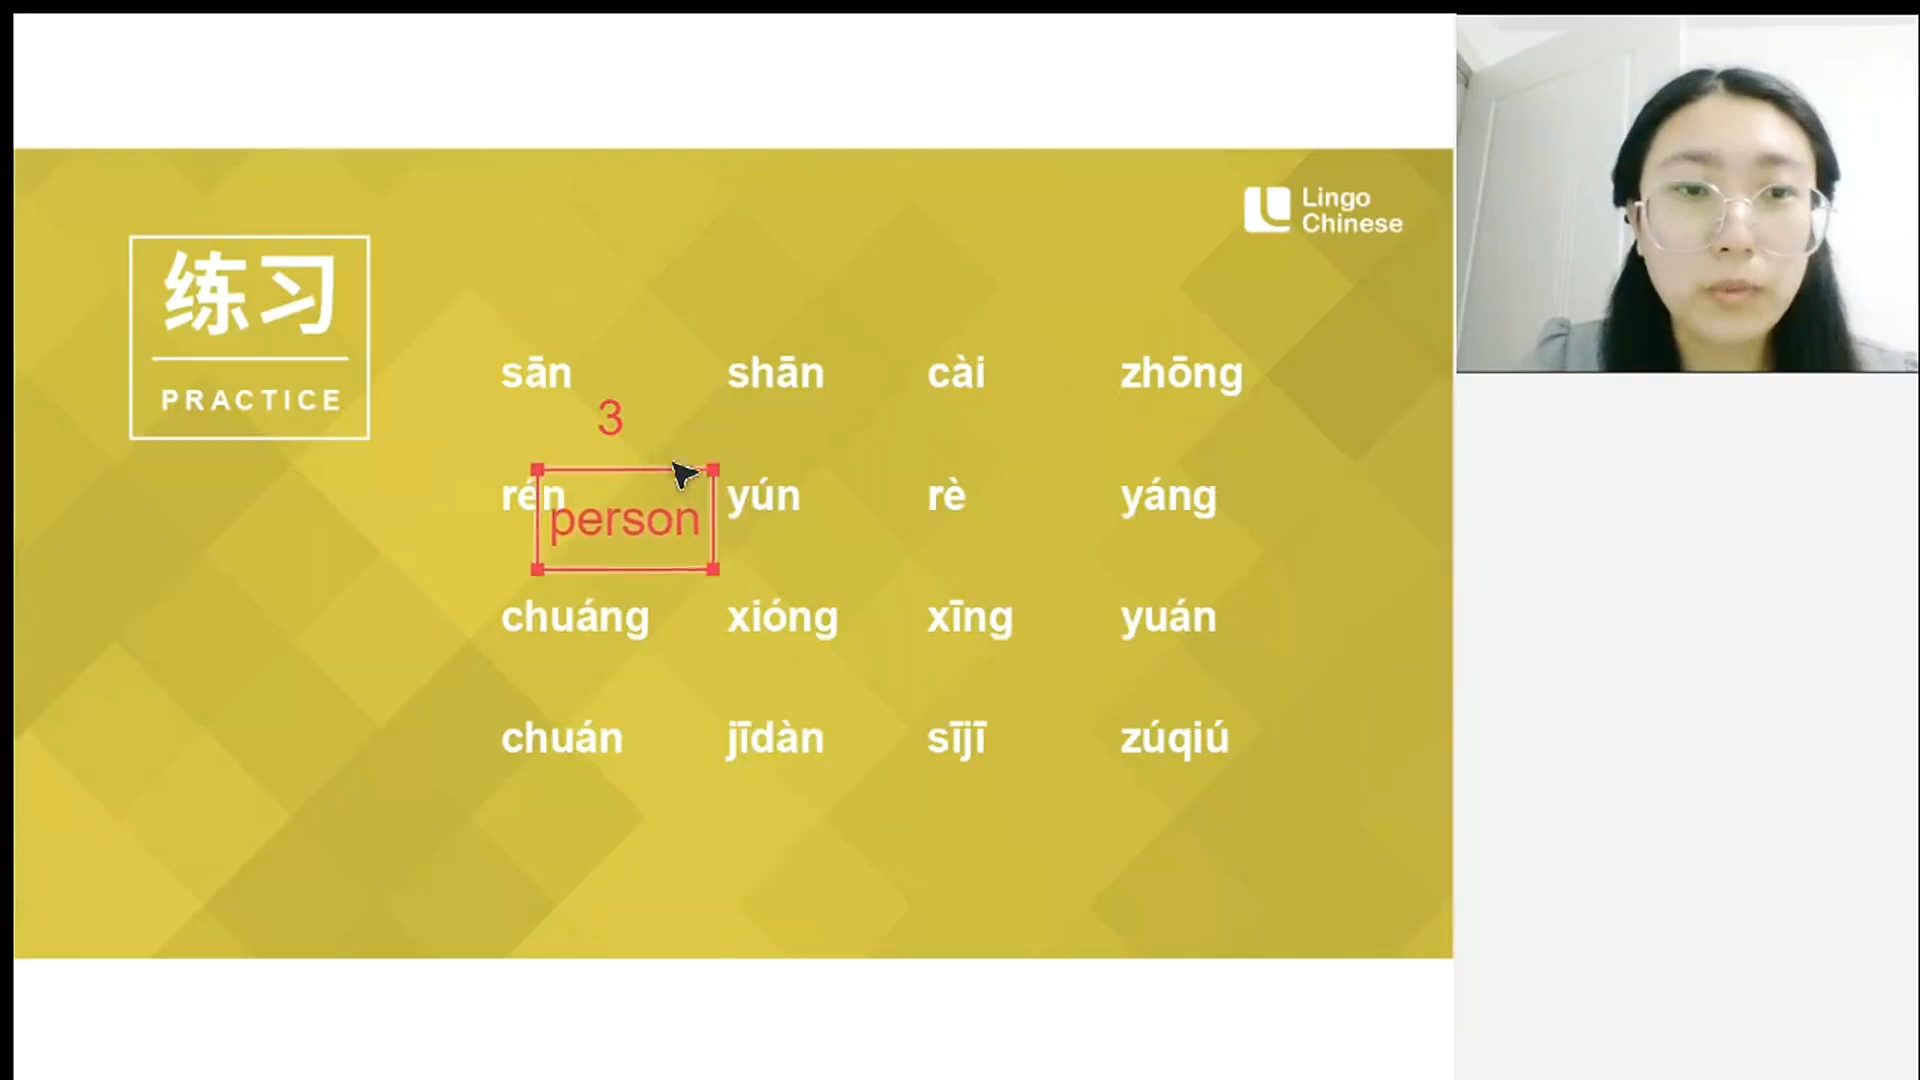 Lingo
Chinese
练习
PRACTICE
sān shān cài zhōng
3
rén yún rè yáng
person
chuáng xióng xīng yuán
chuán jīdàn sījī zúqiú